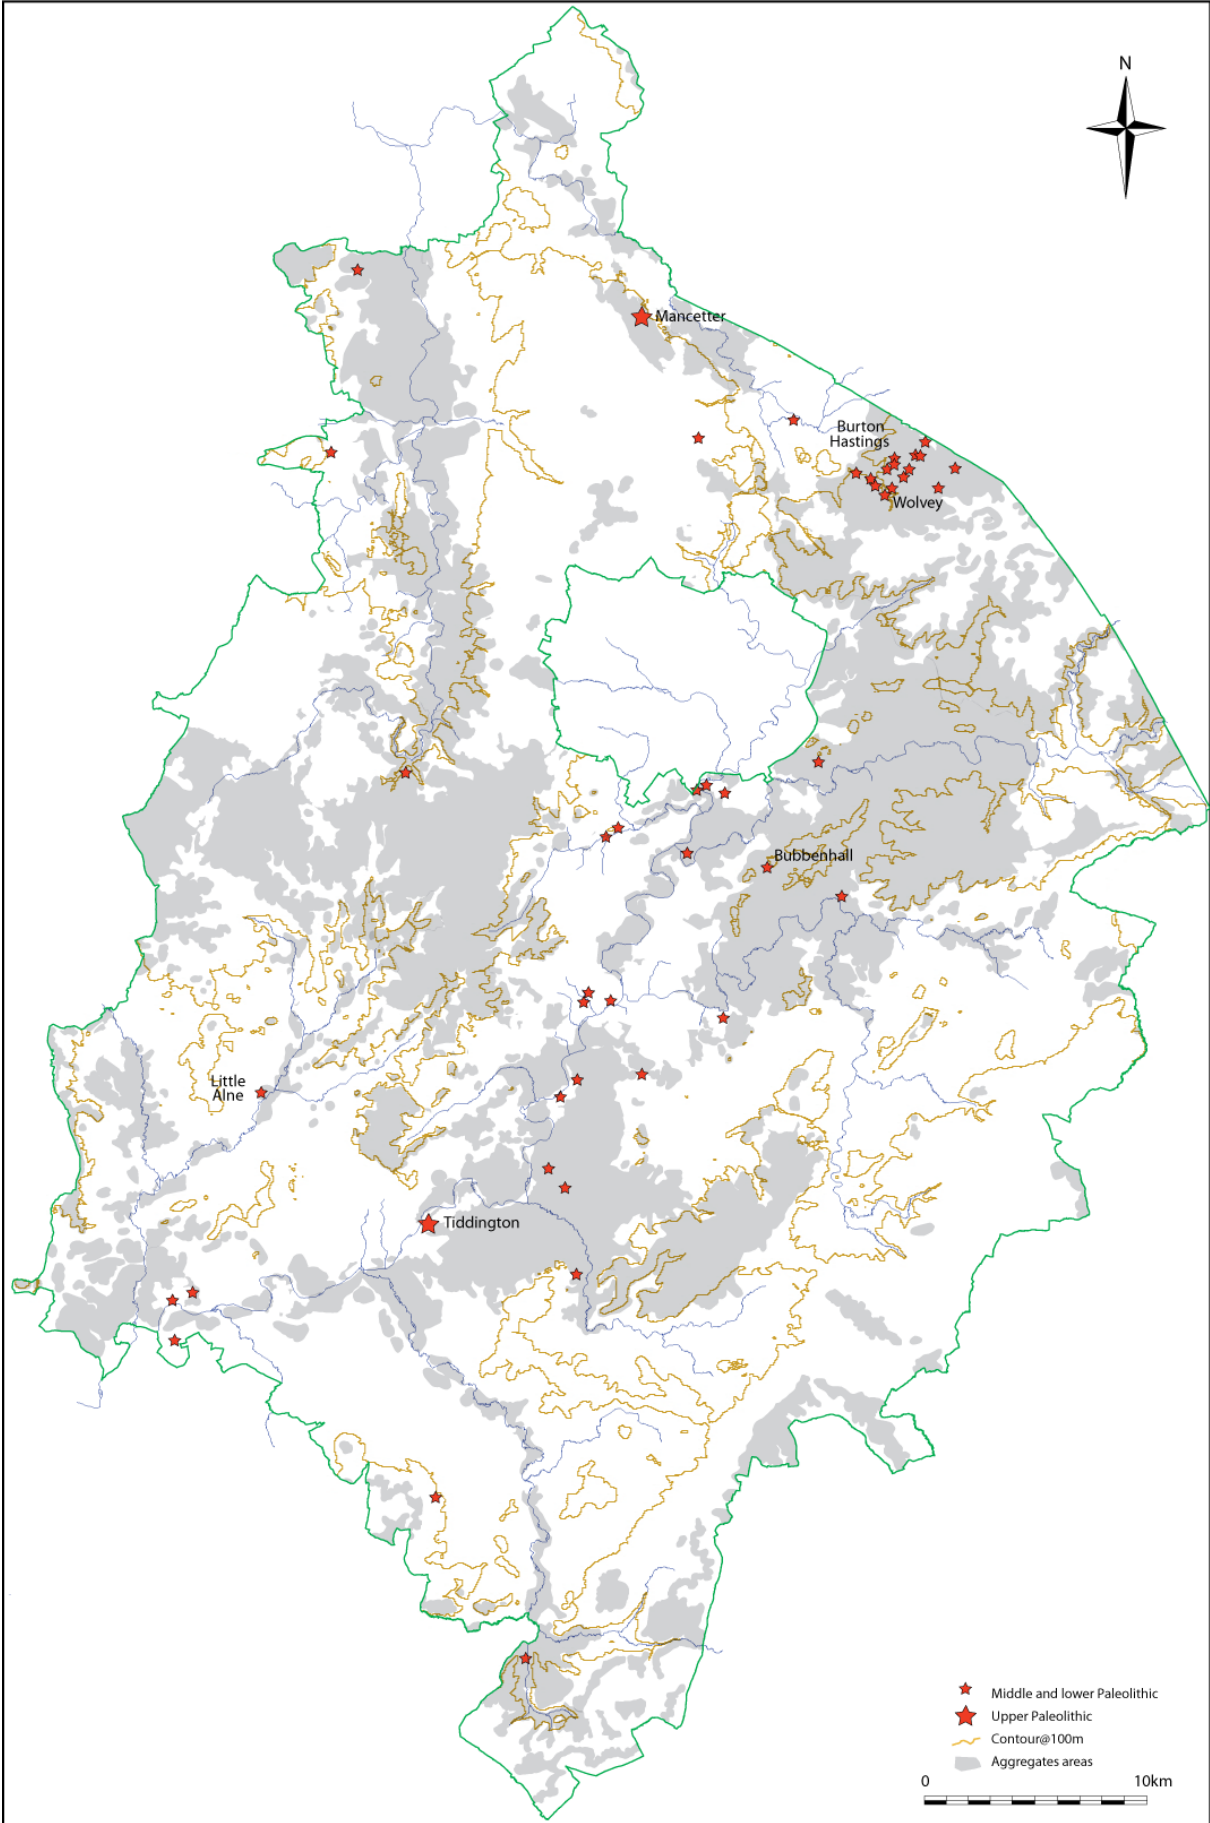 N
Mancetter
Burton
Hastings
Wolvey
Bubbenhall
Little
Alne
Tiddington
Middle and lower Paleolithic
Upper Paleolithic
Contour@100m
Aggregates areas
0 10km